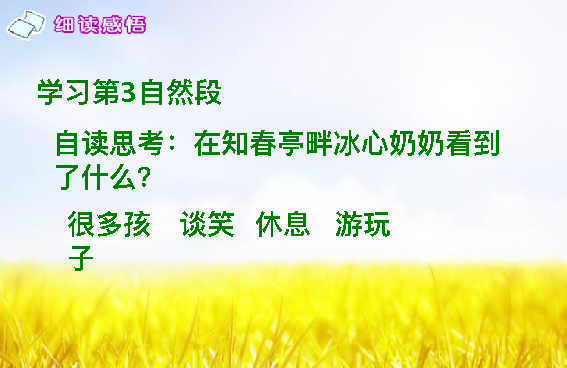 细读感悟
学习第3自然段
自读思考：在知春亭畔冰心奶奶看到
了什么?
很多孩 谈笑 休息 游玩
子